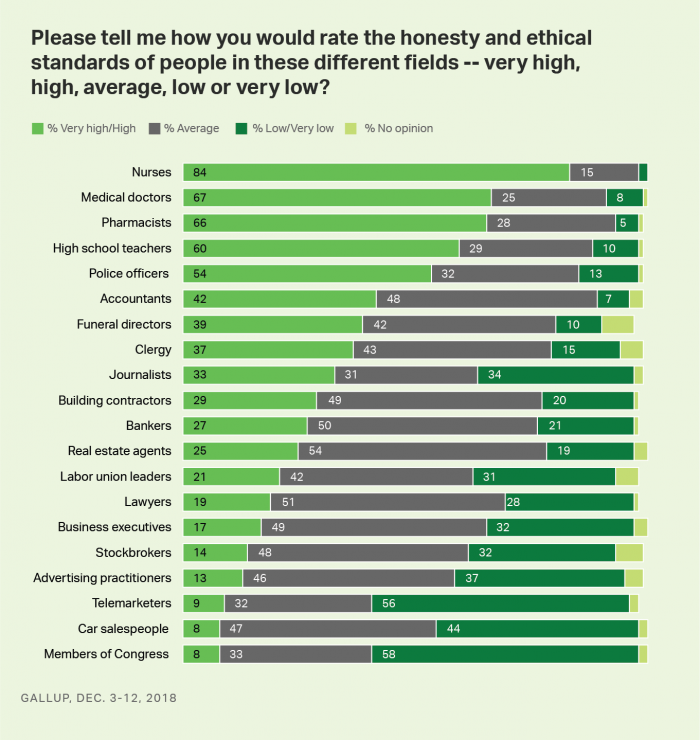 Please tell me how you would rate the honesty and ethical
standards of people in these different fields -- very high,
high, average, low or very low?
% Very high/High % Average % Low/Very low % No opinion
Nurses 84 15
Medical doctors 67 25 8
Pharmacists 66 28 5
High school teachers 60 29 10
Police officers 54 32 13
Accountants 42 48 7
Funeral directors 39 42 10
Clergy 37 43 15
Journalists 33 31 34
Building contractors 29 49 20
Bankers 27 50 21
Real estate agents 25 54 19
Labor union leaders 21 42 31
Lawyers 19 51 28
Business executives 17 49 32
Stockbrokers 14 48 32
Advertising practitioners 13 46 37
Telemarketers 9 32 56
Car salespeople 8 47 44
Members of Congress 8 33 58
GALLUP, DEC. 3-12, 2018